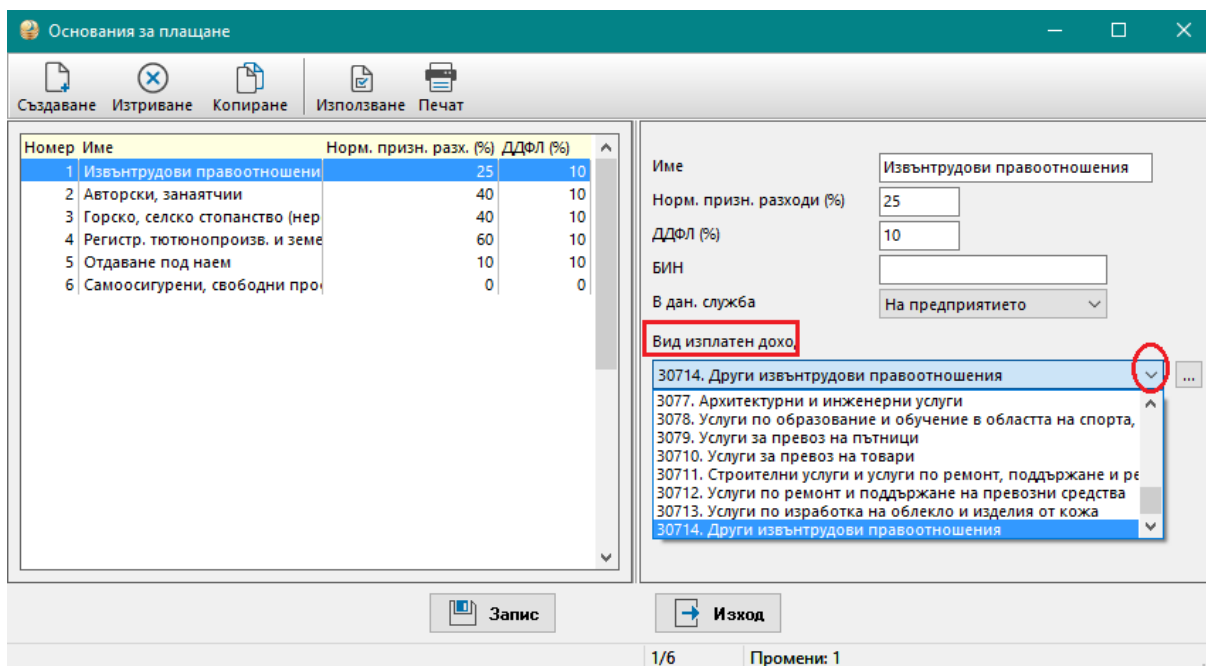 Основания за плащане
Създаване Изтриване Копиране Използване Печат
Номер Име Норм. призн. разх. (%) ДДФЛ (%)
1 Извънтрудови правоотношени 25 10
2 Авторски, занаятчии 40 10
3 Горско, селско стопанство (нер 40 10
4 Регистр. тютюнопроизв. и земе 60 10
5 Отдаване под наем 10 10
6 Самоосигурени, свободни про 0 0
Име Извънтрудови правоотношения
Норм. призн. разходи (%) 25
ДДФЛ (%) 10
БИН
В дан. служба На предприятието
Вид изплатен доход
30714. Други извънтрудови правоотношения ...
3077. Архитектурни и инженерни услуги
3078. Услуги по образование и обучение в областта на спорта,
3079. Услуги за превоз на пътници
30710. Услуги за превоз на товари
30711. Строителни услуги и услуги по ремонт, поддържане и ре
30712. Услуги по ремонт и поддържане на превозни средства
30713. Услуги по изработка на облекло и изделия от кожа
30714. Други извънтрудови правоотношения
Запис Изход
1/6 Промени: 1